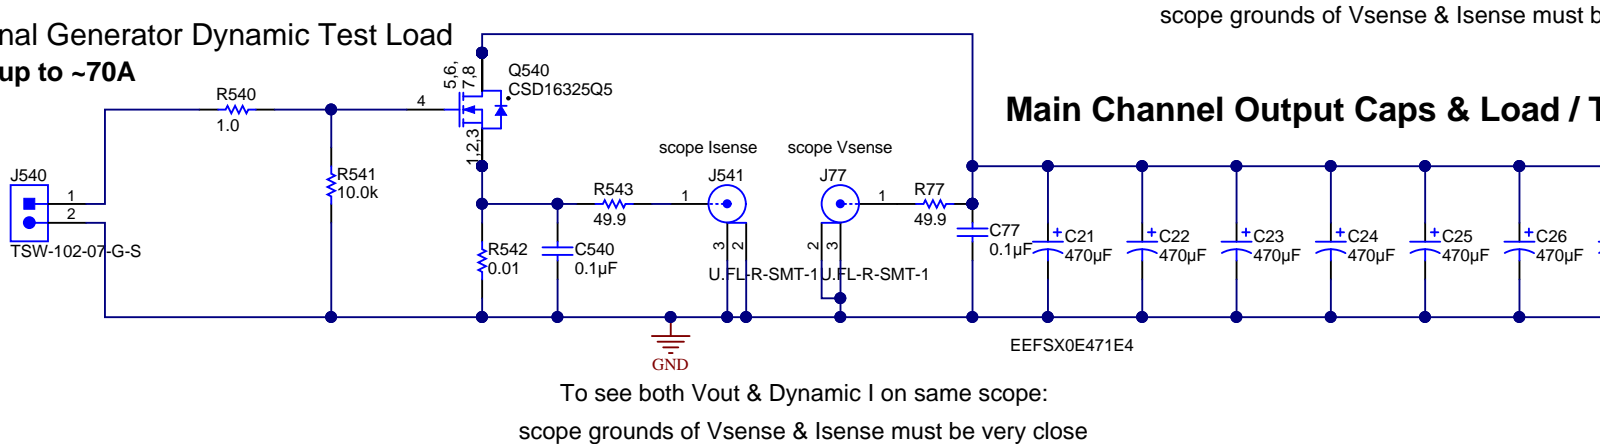 scope grounds of Vsense & Isense must b
nal Generator Dynamic Test Load
up to ~70A
5,6,
7,8
Q540
CSD16325Q5
R540
1.0
4
Main Channel Output Caps & Load / T
1,2,3
scope Isense
scope Vsense
J540
1
2
TSW-102-07-G-S
R541
10.0k
R543
49.9
1
J541
J77
1
R77
49.9
R542
0.01
C540
0.1µF
3
2
U.FL-R-SMT-1
2
3
U.FL-R-SMT-1
C77
0.1µF
+
C21
470µF
+
C22
470µF
+
C23
470µF
+
C24
470µF
+
C25
470µF
+
C26
470µF
GND
EEFSX0E471E4
To see both Vout & Dynamic I on same scope:
scope grounds of Vsense & Isense must be very close